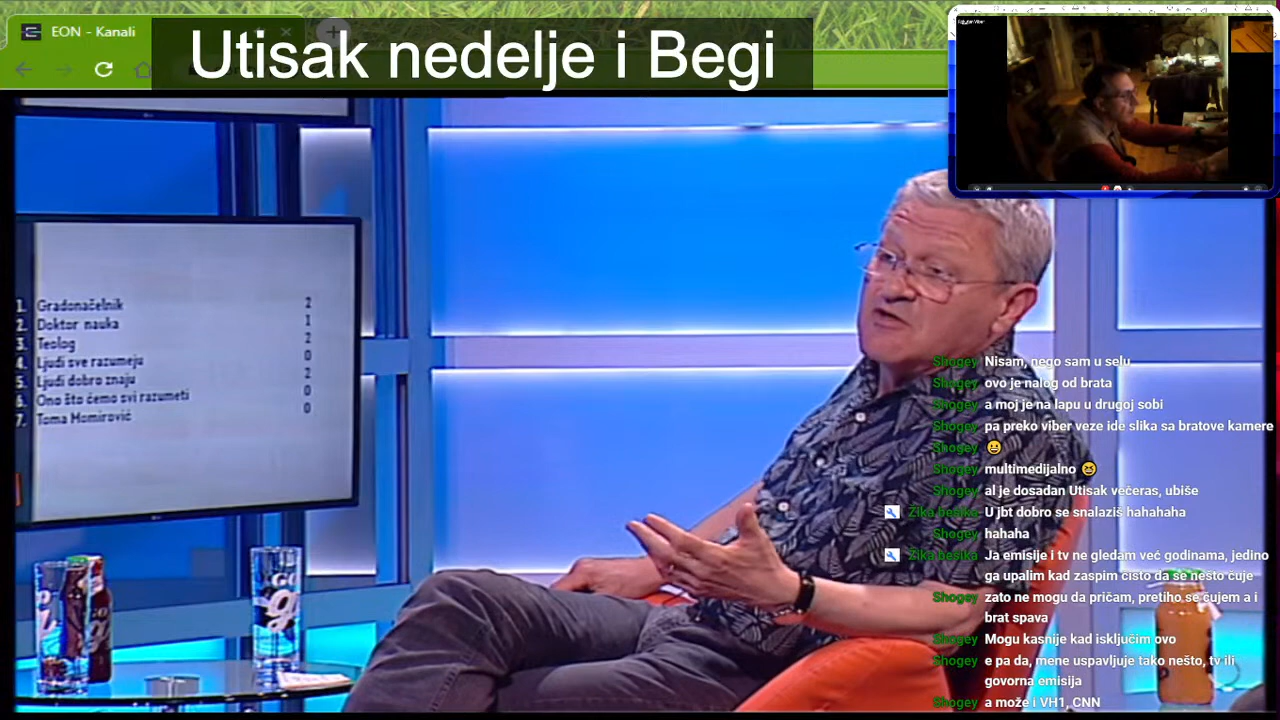 EON - Kanali
Utisak nedelje i Begi
1. Gradonačelnik 2
2. Doktor nauka 1
3. Teolog 2
4. Ljudi sve razumeju 0
5. Ljudi dobro znaju 2
6. Ono što ćemo svi razumeti 0
7. Toma Momirović 0
Shogey Nisam, nego sam u selu
Shogey ovo je nalog od brata
Shogey a moj je na lapu u drugoj sobi
Shogey pa preko viber veze ide slika sa bratove kamere
Shogey 😀
Shogey multimedijalno 😆
Shogey al je dosadan Utisak večeras, ubiše
Žika besika U jbt dobro se snalaziš hahahaha
Shogey hahaha
Žika besika Ja emisije i tv ne gledam već godinama, jedino
ga upalim kad zaspim cisto da se nešto čuje
Shogey zato ne mogu da pričam, pretiho se čujem a i
brat spava
Shogey Mogu kasnije kad isključim ovo
Shogey e pa da, mene uspavljuje tako nešto, tv ili
govorna emisija
Shogey a može i VH1, CNN